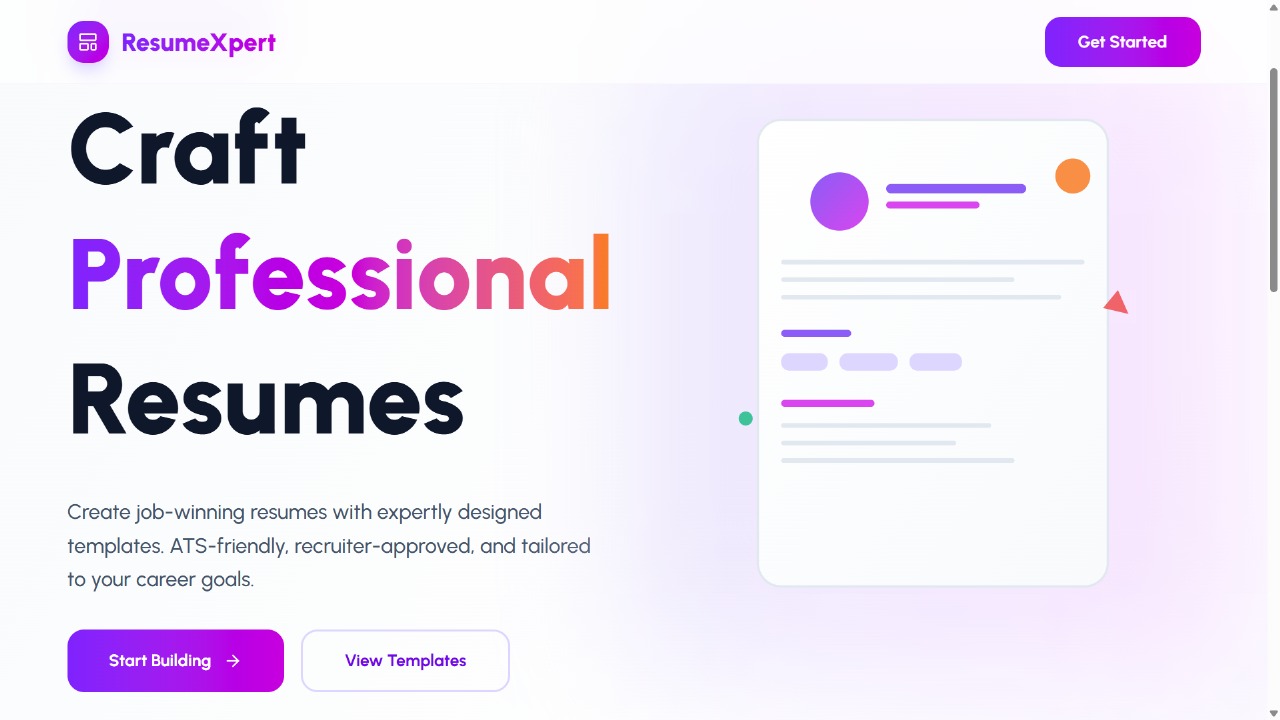 ResumeXpert
Get Started
Craft
Professional
Resumes
Create job-winning resumes with expertly designed
templates. ATS-friendly, recruiter-approved, and tailored
to your career goals.
Start Building →
View Templates